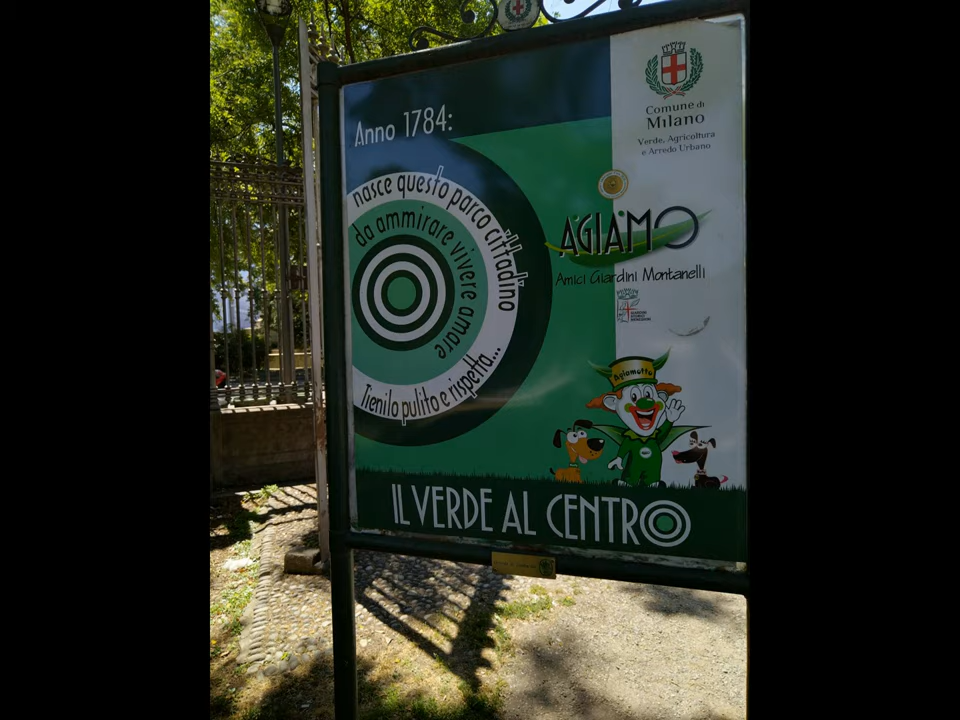 Anno 1784:
nasce questo parco cittadino
da ammirare vivere amare
Tienilo pulito e rispetta...
Comune di
Milano
Verde, Agricoltura
e Arredo Urbano
AGIAMO
Amici Giardini Montanelli
Agiamotto
IL VERDE AL CENTRO